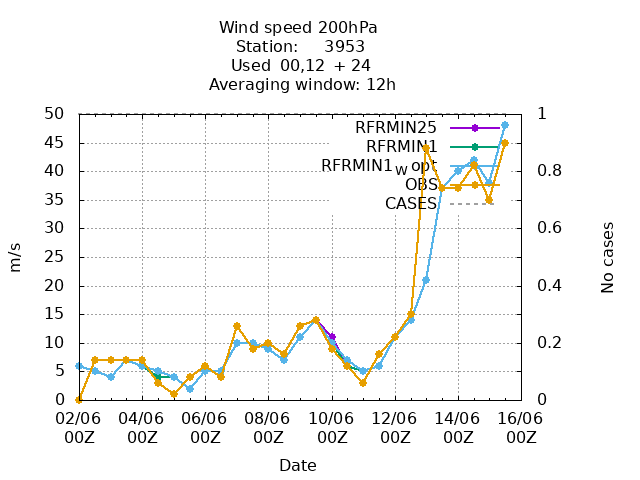 Wind speed 200hPa
Station: 3953
Used 00,12 + 24
Averaging window: 12h
50 1
45 RFRMIN25
40 RFRMIN1 0.8
RFRMIN1w opt
35 OBS
CASES
30 0.6
25
20 0.4
15
10 0.2
5
0 0
m/s
No cases
02/06 04/06 06/06 08/06 10/06 12/06 14/06 16/06
00Z 00Z 00Z 00Z 00Z 00Z 00Z 00Z
Date